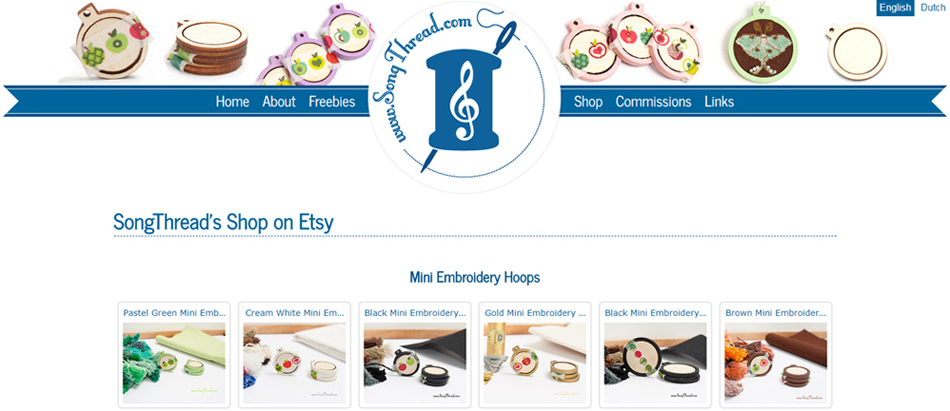 English Dutch
www.SongThread.com
Home About Freebies
Shop Commissions Links
SongThread's Shop on Etsy
Mini Embroidery Hoops
Pastel Green Mini Emb...
Cream White Mini Em...
Black Mini Embroidery...
Gold Mini Embroidery ...
Black Mini Embroidery...
Brown Mini Embroider...